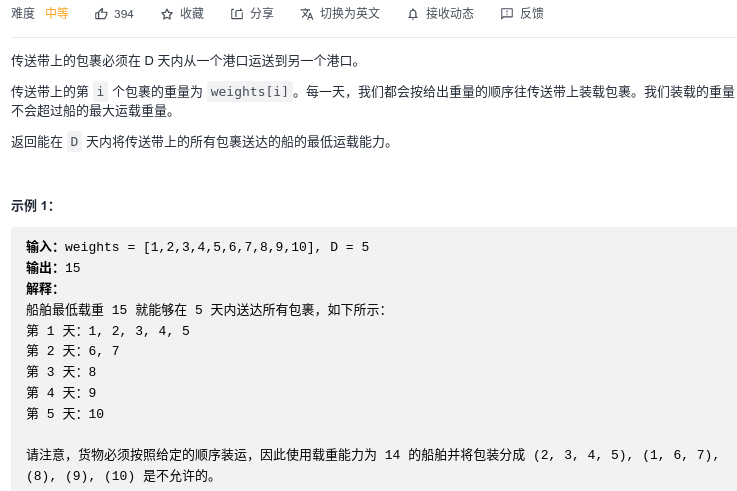 难度 中等 394 收藏 分享 切换为英文 接收动态 反馈
传送带上的包裹必须在 D 天内从一个港口运送到另一个港口。
传送带上的第 i 个包裹的重量为 weights[i]。每一天，我们都会按给出重量的顺序往传送带上装载包裹。我们装载的重量
不会超过船的最大运载重量。
返回能在 D 天内将传送带上的所有包裹送达的船的最低运载能力。
示例 1：
输入：weights = [1,2,3,4,5,6,7,8,9,10], D = 5
输出：15
解释：
船舶最低载重 15 就能够在 5 天内送达所有包裹，如下所示：
第 1 天：1, 2, 3, 4, 5
第 2 天：6, 7
第 3 天：8
第 4 天：9
第 5 天：10
请注意，货物必须按照给定的顺序装运，因此使用载重能力为 14 的船舶并将包装分成 (2, 3, 4, 5), (1, 6, 7),
(8), (9), (10) 是不允许的。